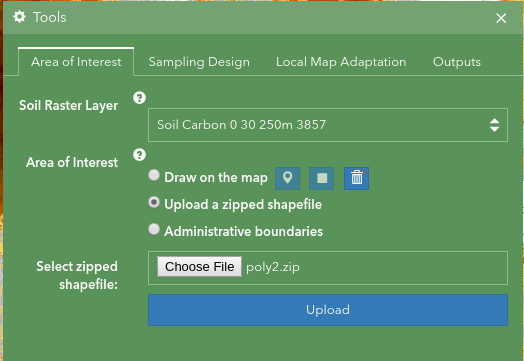 Tools
Area of Interest Sampling Design Local Map Adaptation Outputs
Soil Raster Layer ?
Soil Carbon 0 30 250m 3857
Area of Interest ?
Draw on the map
Upload a zipped shapefile
Administrative boundaries
Select zipped
shapefile:
Choose File poly2.zip
Upload